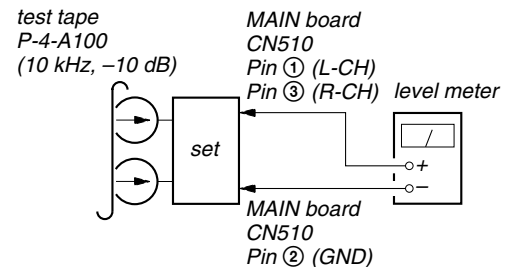 test tape
P-4-A100
(10 kHz, –10 dB)
MAIN board
CN510
Pin ① (L-CH)
Pin ③ (R-CH)
level meter
set
+
–
MAIN board
CN510
Pin ② (GND)